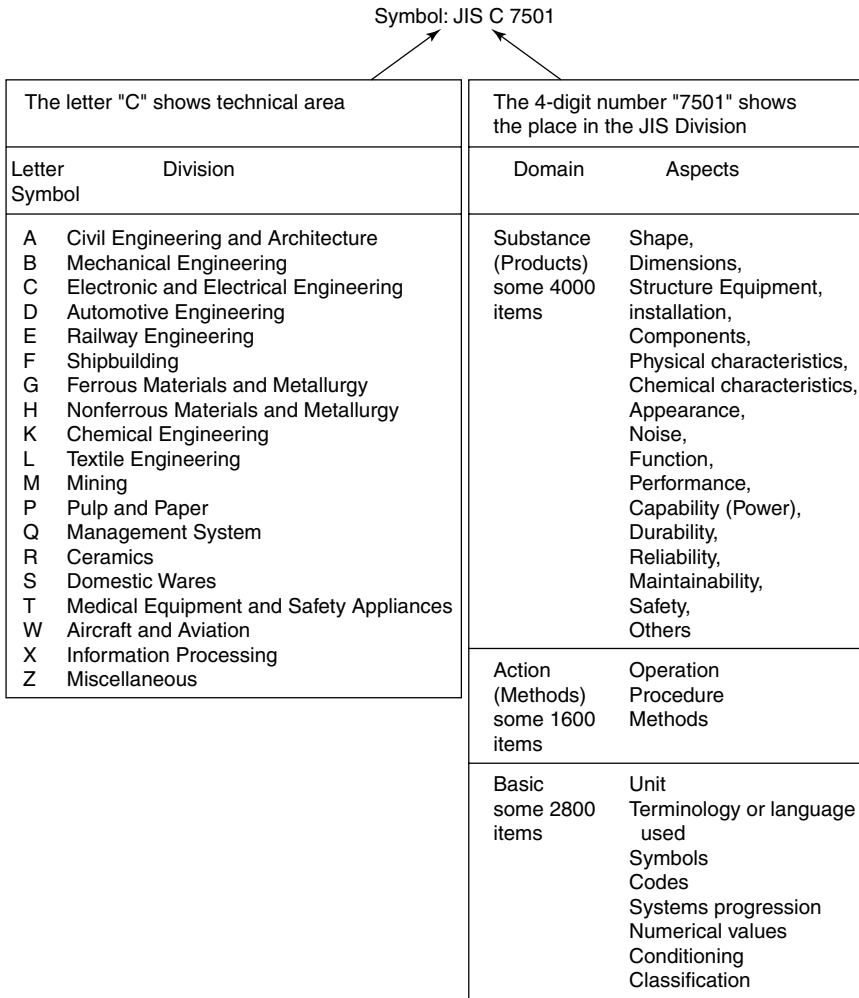 Symbol: JIS C 7501
The letter "C" shows technical area
Letter Division
Symbol
A Civil Engineering and Architecture
B Mechanical Engineering
C Electronic and Electrical Engineering
D Automotive Engineering
E Railway Engineering
F Shipbuilding
G Ferrous Materials and Metallurgy
H Nonferrous Materials and Metallurgy
K Chemical Engineering
L Textile Engineering
M Mining
P Pulp and Paper
Q Management System
R Ceramics
S Domestic Wares
T Medical Equipment and Safety Appliances
W Aircraft and Aviation
X Information Processing
Z Miscellaneous
The 4-digit number "7501" shows
the place in the JIS Division
Domain Aspects
Substance Shape,
(Products) Dimensions,
some 4000 Structure Equipment,
items installation,
Components,
Physical characteristics,
Chemical characteristics,
Appearance,
Noise,
Function,
Performance,
Capability (Power),
Durability,
Reliability,
Maintainability,
Safety,
Others
Action Operation
(Methods) Procedure
some 1600 Methods
items
Basic Unit
some 2800 Terminology or language
items used
Symbols
Codes
Systems progression
Numerical values
Conditioning
Classification